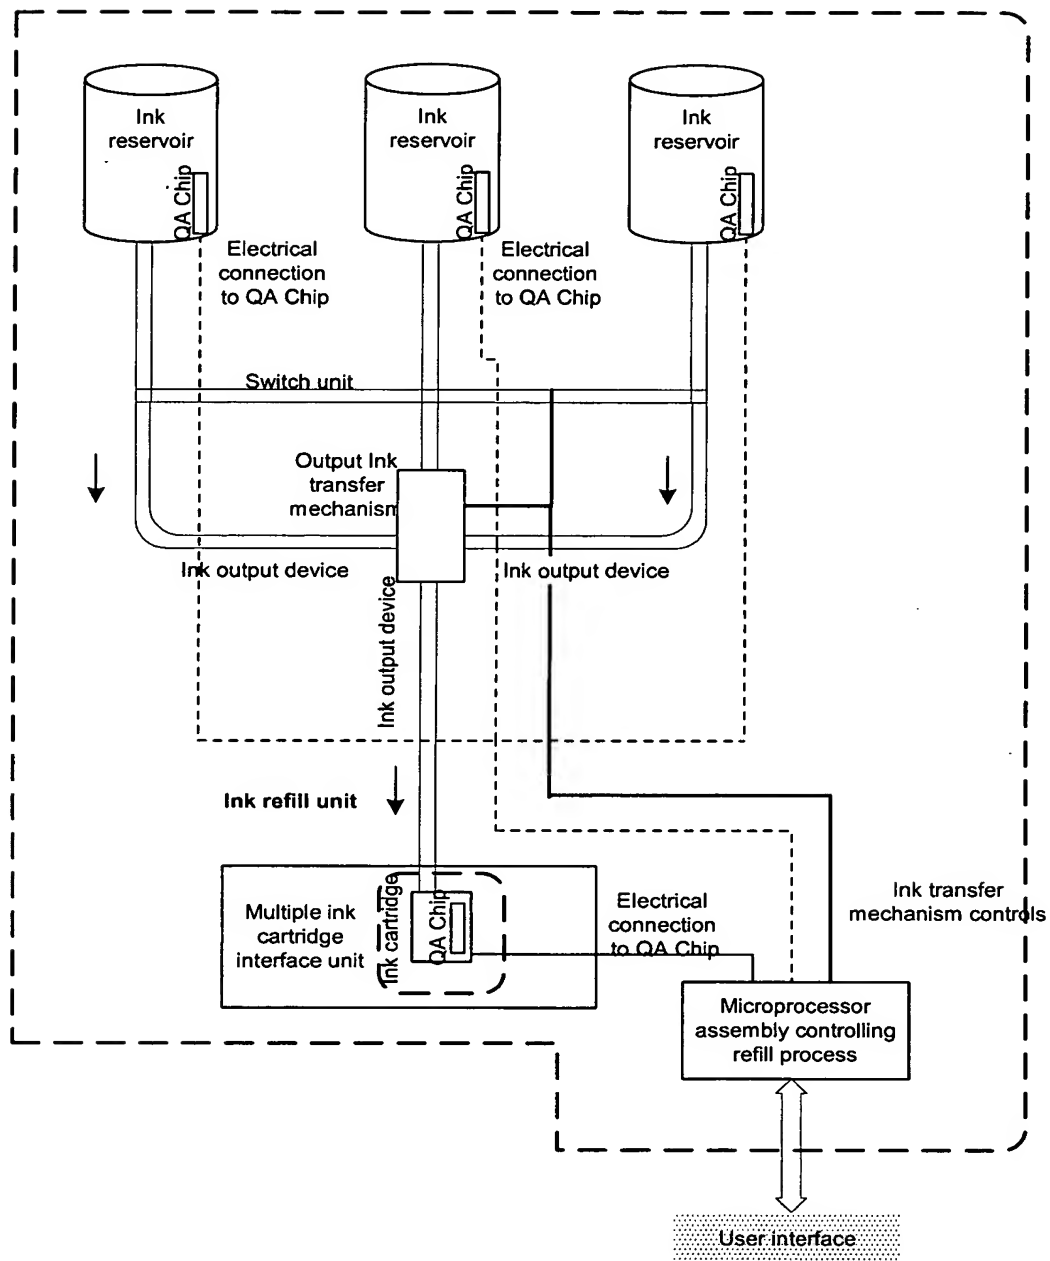 Ink
reservoir
QA Chip
Ink
reservoir
QA Chip
Ink
reservoir
QA Chip
Electrical
connection
to QA Chip
Electrical
connection
to QA Chip
Switch unit
Output Ink
transfer
mechanism
Ink output device
Ink output device
Ink output device
Ink refill unit
Multiple ink
cartridge
interface unit
Ink cartridge
QA Chip
Electrical
connection
to QA Chip
Ink transfer
mechanism controls
Microprocessor
assembly controlling
refill process
User interface